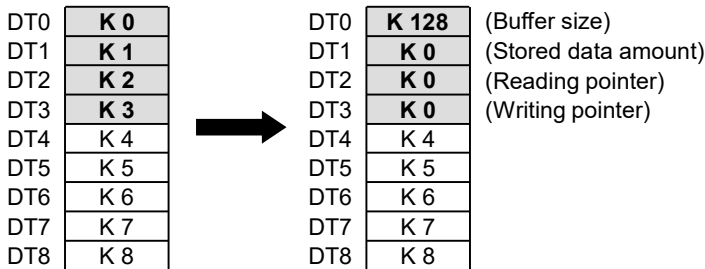 DT0 K 0 DT0 K 128 (Buffer size)
DT1 K 1 DT1 K 0 (Stored data amount)
DT2 K 2 DT2 K 0 (Reading pointer)
DT3 K 3 DT3 K 0 (Writing pointer)
DT4 K 4 DT4 K 4
DT5 K 5 DT5 K 5
DT6 K 6 DT6 K 6
DT7 K 7 DT7 K 7
DT8 K 8 DT8 K 8